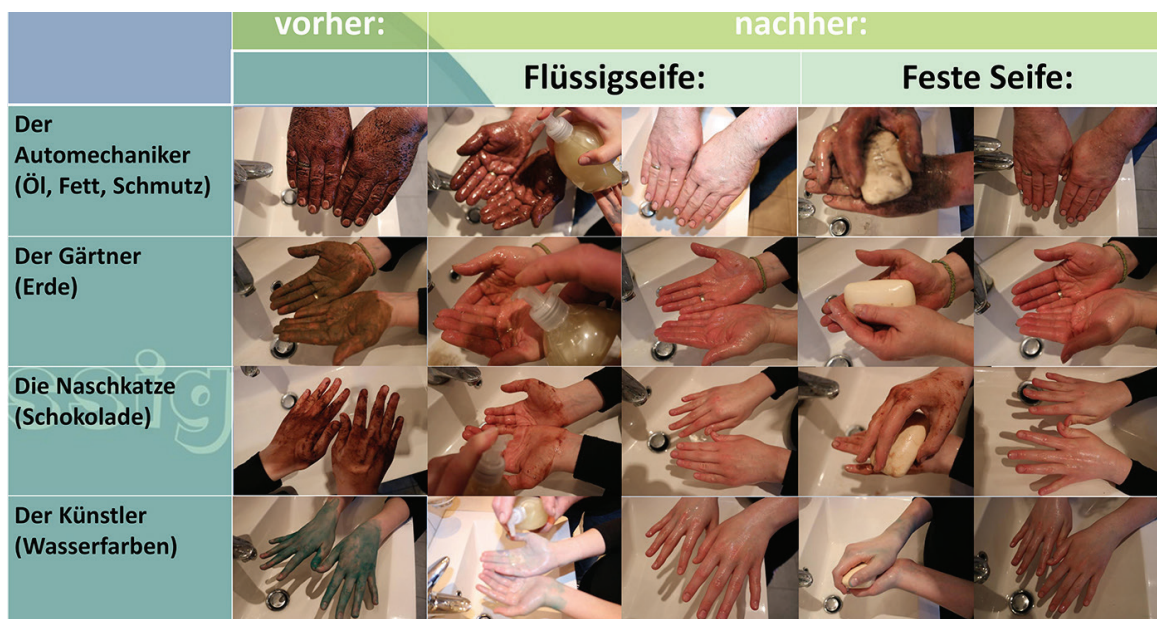 vorher:
nachher:
Flüssigseife:
Feste Seife:
Der
Automechaniker
(Öl, Fett, Schmutz)
Der Gärtner
(Erde)
Die Naschkatze
(Schokolade)
Der Künstler
(Wasserfarben)
ssig